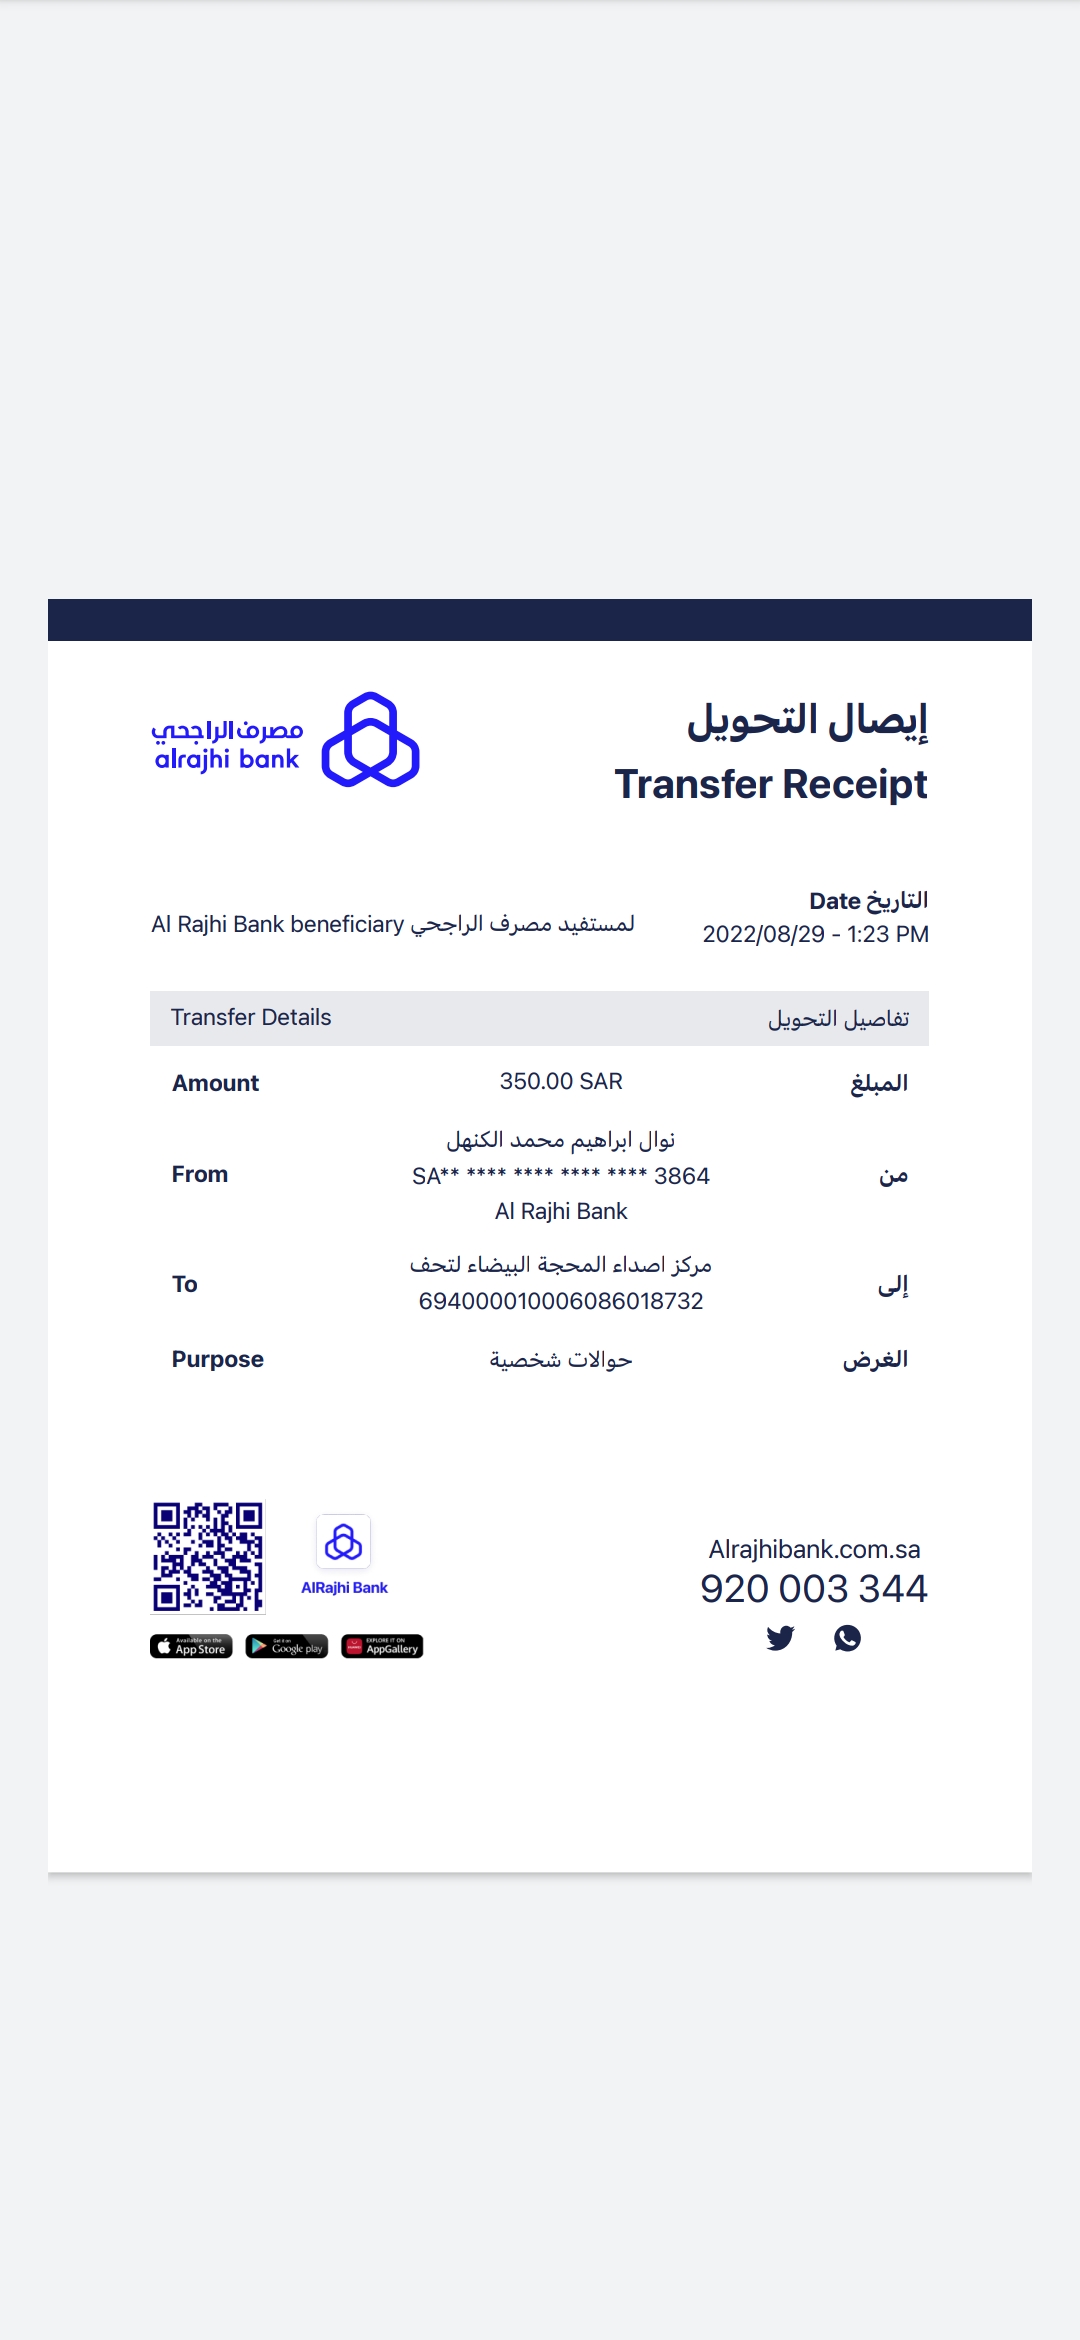 مصرف الراجحي
alrajhi bank
إيصال التحويل
Transfer Receipt
Al Rajhi Bank beneficiary لمستفيد مصرف الراجحي
Date التاريخ
2022/08/29 - 1:23 PM
Transfer Details تفاصيل التحويل
Amount 350.00 SAR المبلغ
نوال ابراهيم محمد الكنهل
From SA** **** **** **** **** 3864 من
Al Rajhi Bank
مركز اصداء المحجة البيضاء لتحف
To إلى
694000010006086018732
Purpose حوالات شخصية الغرض
AlRajhi Bank
Available on the App Store
Get it on Google play
EXPLORE IT ON AppGallery
HUAWEI
Alrajhibank.com.sa
920 003 344